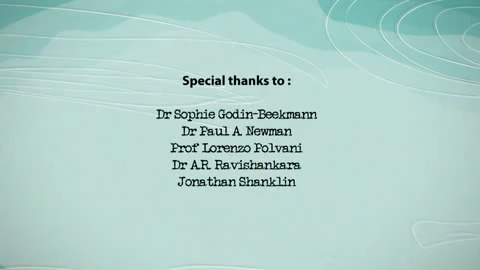 Special thanks to :
Dr Sophie Godin-Beekmann
Dr Paul A. Newman
Prof Lorenzo Polvani
Dr A.R. Ravishankara
Jonathan Shanklin